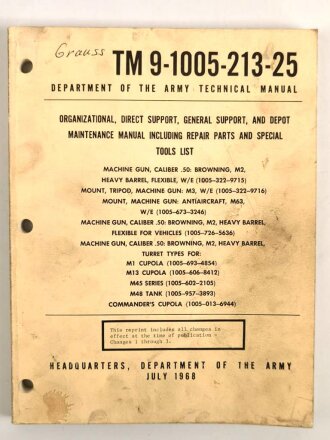 Grauss
TM 9-1005-213-25
DEPARTMENT OF THE ARMY TECHNICAL MANUAL
ORGANIZATIONAL, DIRECT SUPPORT, GENERAL SUPPORT, AND DEPOT
MAINTENANCE MANUAL INCLUDING REPAIR PARTS AND SPECIAL
TOOLS LIST
MACHINE GUN, CALIBER .50: BROWNING, M2,
HEAVY BARREL, FLEXIBLE, W/E (1005-322-9715)
MOUNT, TRIPOD, MACHINE GUN: M3, W/E (1005-322-9716)
MOUNT, MACHINE GUN: ANTIAIRCRAFT, M63,
W/E (1005-673-3246)
MACHINE GUN, CALIBER .50: BROWNING, M2, HEAVY BARREL,
FLEXIBLE FOR VEHICLES (1005-726-5636)
MACHINE GUN, CALIBER .50: BROWNING, M2, HEAVY BARREL,
TURRET TYPES FOR:
M1 CUPOLA (1005-693-4854)
M13 CUPOLA (1005-606-8412)
M45 SERIES (1005-602-2105)
M48 TANK (1005-957-3893)
COMMANDER'S CUPOLA (1005-013-6944)
This reprint includes all changes in
effect at the time of publication -
Changes 1 through 3.
HEADQUARTERS, DEPARTMENT OF THE ARMY
JULY 1968